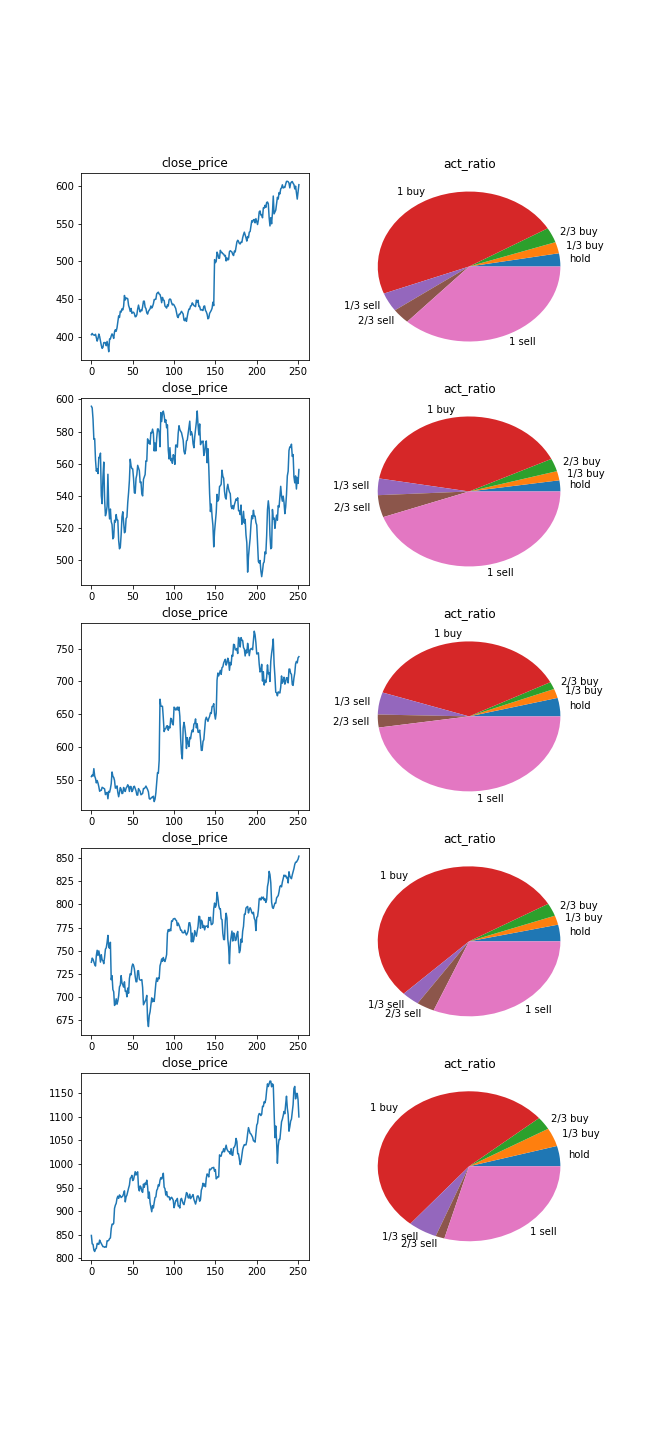 close_price
600
550
500
450
400
0 50 100 150 200 250
act_ratio
1 buy
2/3 buy
1/3 buy
hold
1/3 sell
2/3 sell
1 sell
close_price
600
580
560
540
520
500
0 50 100 150 200 250
act_ratio
1 buy
2/3 buy
1/3 buy
hold
1/3 sell
2/3 sell
1 sell
close_price
750
700
650
600
550
0 50 100 150 200 250
act_ratio
1 buy
2/3 buy
1/3 buy
hold
1/3 sell
2/3 sell
1 sell
close_price
850
825
800
775
750
725
700
675
0 50 100 150 200 250
act_ratio
1 buy
2/3 buy
1/3 buy
hold
1/3 sell
2/3 sell
1 sell
close_price
1150
1100
1050
1000
950
900
850
800
0 50 100 150 200 250
act_ratio
1 buy
2/3 buy
1/3 buy
hold
1/3 sell
2/3 sell
1 sell